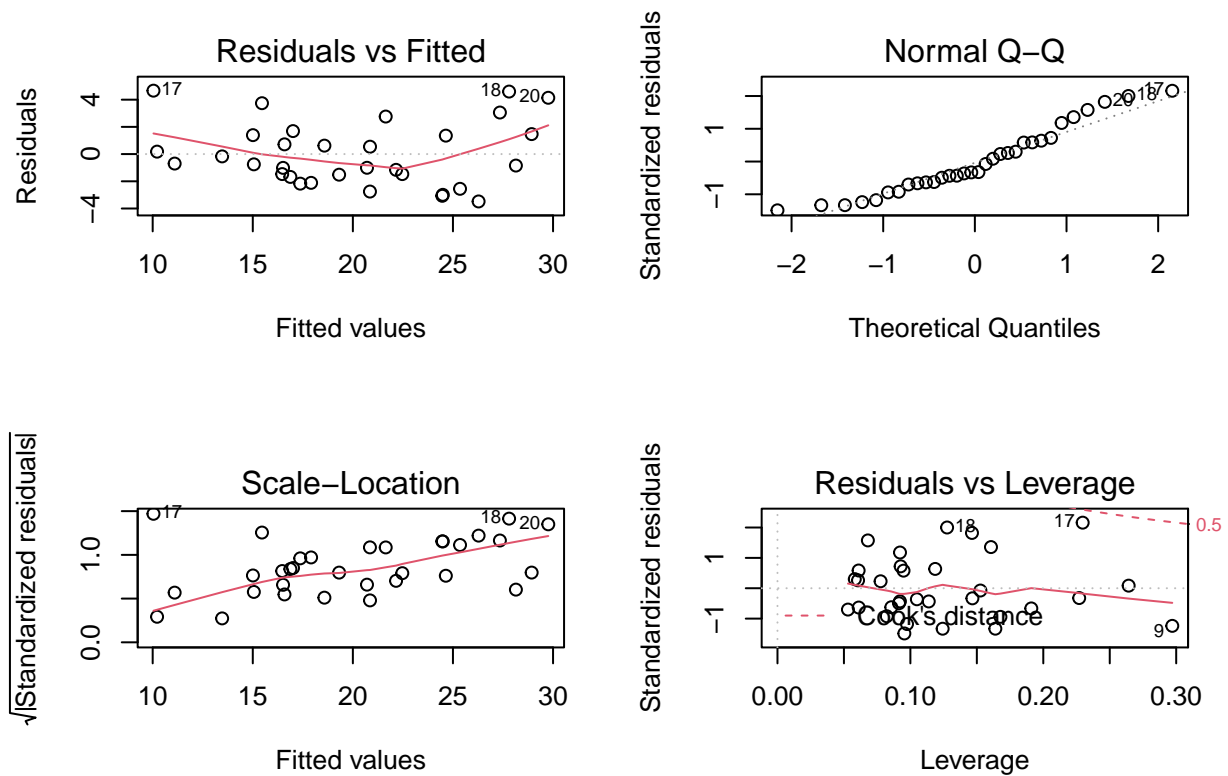 Residuals vs Fitted
Residuals
4
0
−4
17
18
20
10 15 20 25 30
Fitted values
Normal Q−Q
Standardized residuals
1
−1
17
18
20
−2 −1 0 1 2
Theoretical Quantiles
Scale−Location
√|Standardized residuals|
1.0
0.0
17
18
20
10 15 20 25 30
Fitted values
Residuals vs Leverage
Standardized residuals
1
−1
18
17
0.5
Cook's distance
9
0.00 0.10 0.20 0.30
Leverage